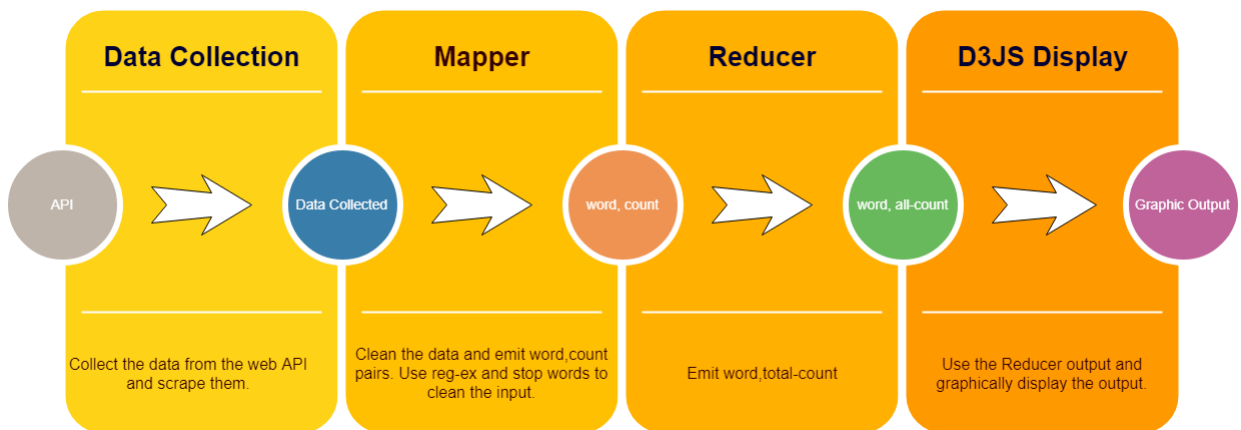 Data Collection
Mapper
Reducer
D3JS Display
API
Data Collected
word, count
word, all-count
Graphic Output
Collect the data from the web API
and scrape them.
Clean the data and emit word,count
pairs. Use reg-ex and stop words to
clean the input.
Emit word,total-count
Use the Reducer output and
graphically display the output.